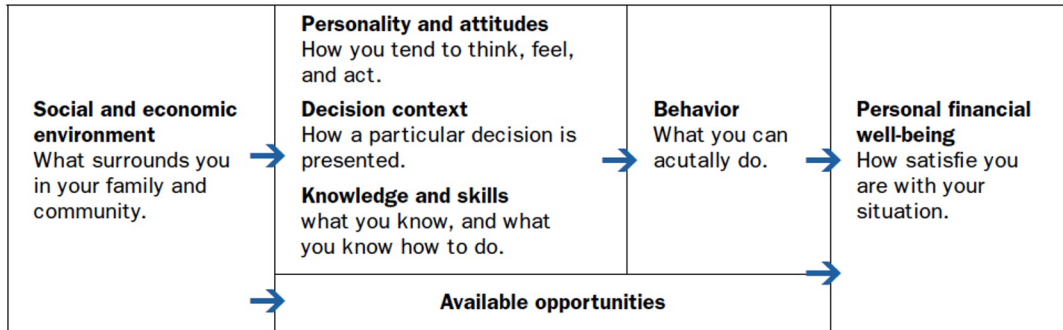 Social and economic
environment
What surrounds you
in your family and
community.
Personality and attitudes
How you tend to think, feel,
and act.
Decision context
How a particular decision is
presented.
Knowledge and skills
what you know, and what
you know how to do.
Behavior
What you can
acutally do.
Personal financial
well-being
How satisfie you
are with your
situation.
Available opportunities